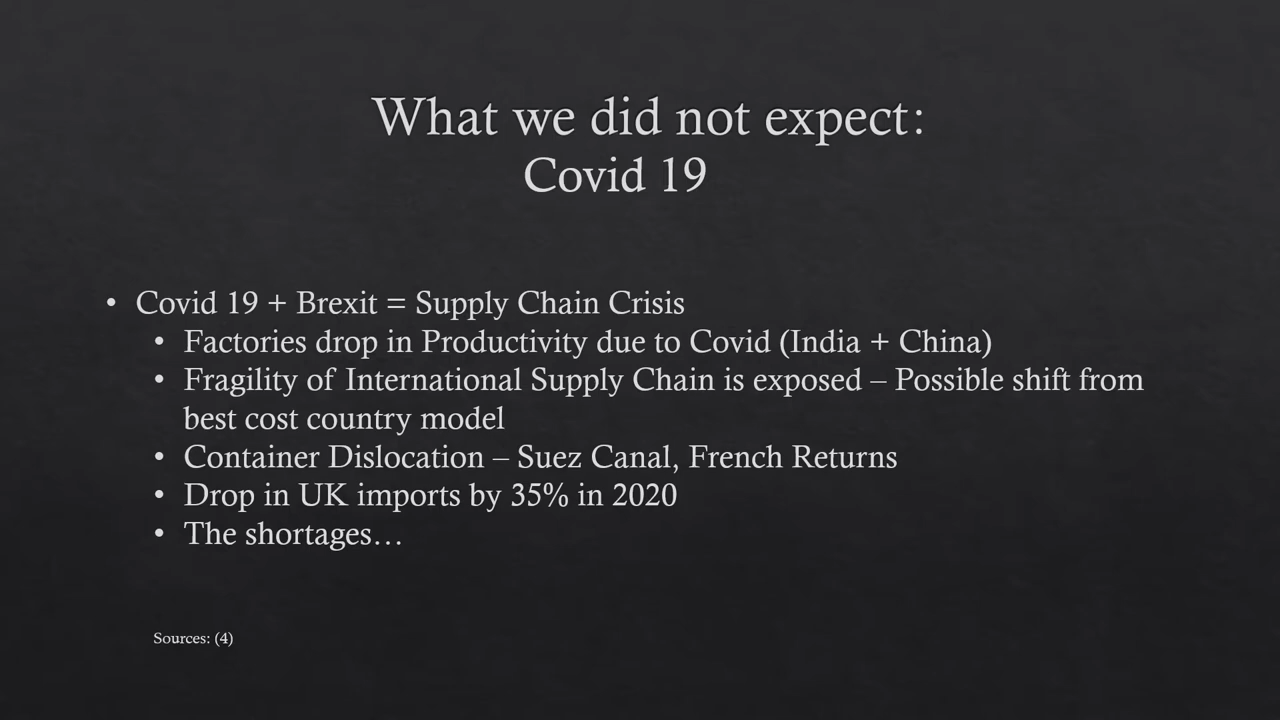 What we did not expect:
Covid 19
• Covid 19 + Brexit = Supply Chain Crisis
• Factories drop in Productivity due to Covid (India + China)
• Fragility of International Supply Chain is exposed – Possible shift from
best cost country model
• Container Dislocation – Suez Canal, French Returns
• Drop in UK imports by 35% in 2020
• The shortages…
Sources: (4)